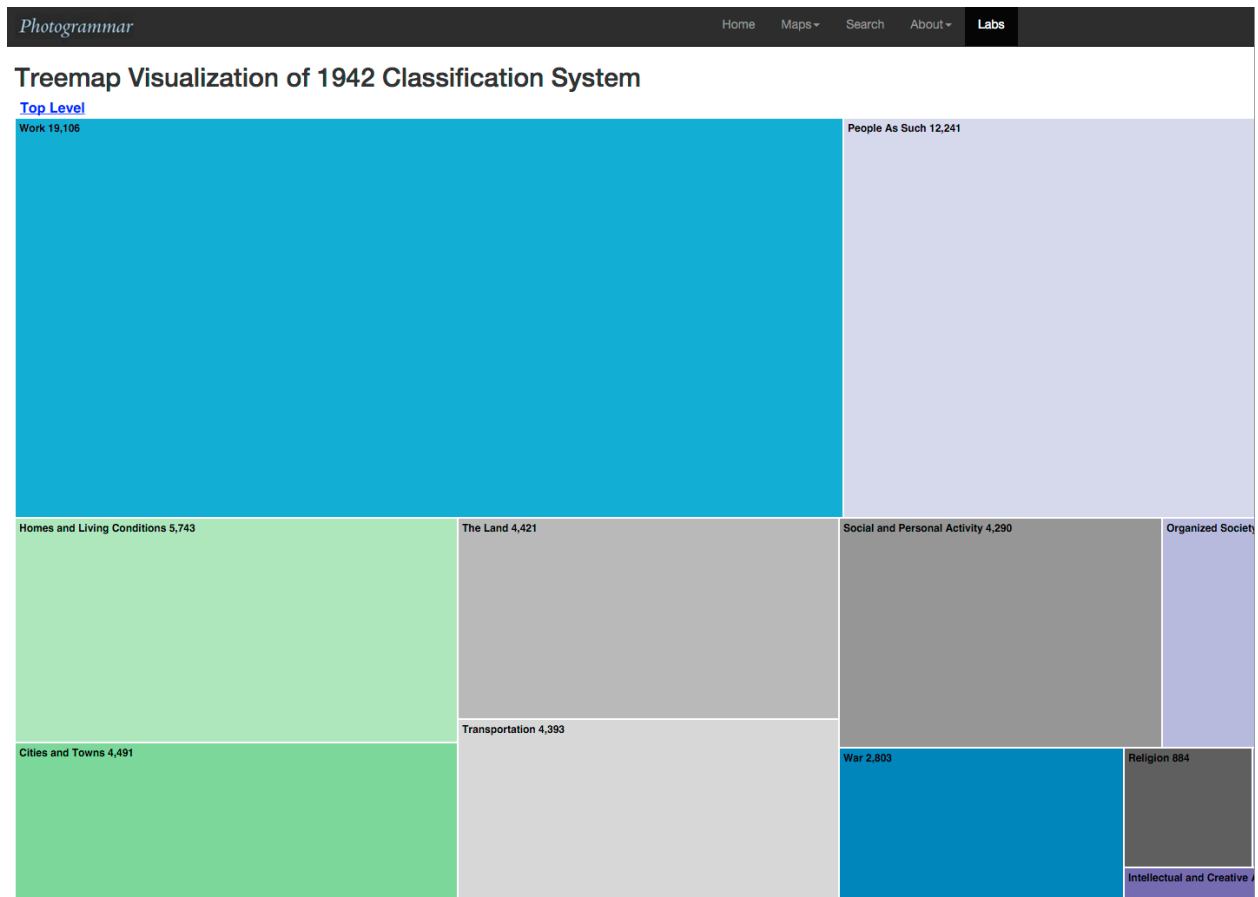 Photogrammar
Home Maps Search About Labs
Treemap Visualization of 1942 Classification System
Top Level
Work 19,106
People As Such 12,241
Homes and Living Conditions 5,743
The Land 4,421
Social and Personal Activity 4,290
Organized Society
Transportation 4,393
Cities and Towns 4,491
War 2,803
Religion 884
Intellectual and Creative